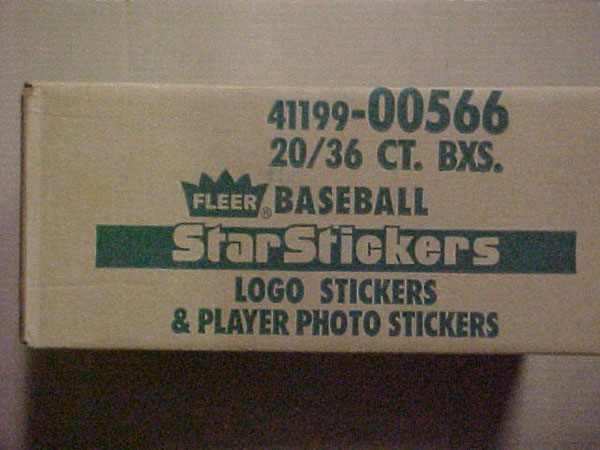 41199-00566
20/36 CT. BXS.
FLEER® BASEBALL
StarStickers
LOGO STICKERS
& PLAYER PHOTO STICKERS